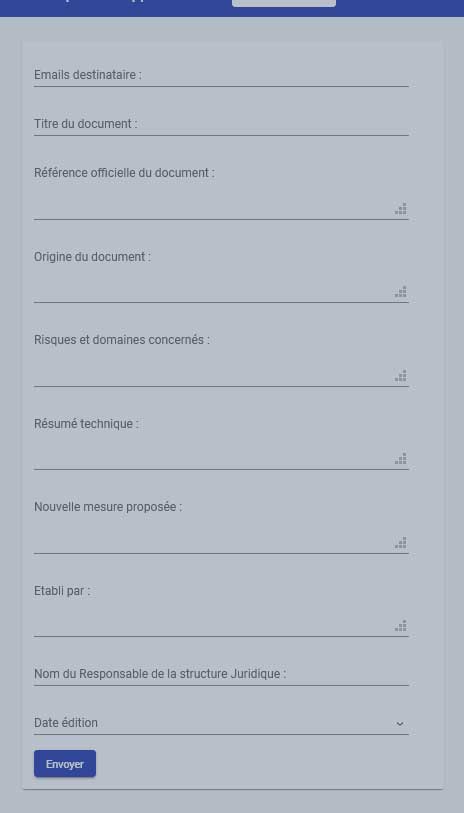 Emails destinataire :
Titre du document :
Référence officielle du document :
Origine du document :
Risques et domaines concernés :
Résumé technique :
Nouvelle mesure proposée :
Etabli par :
Nom du Responsable de la structure Juridique :
Date édition
Envoyer